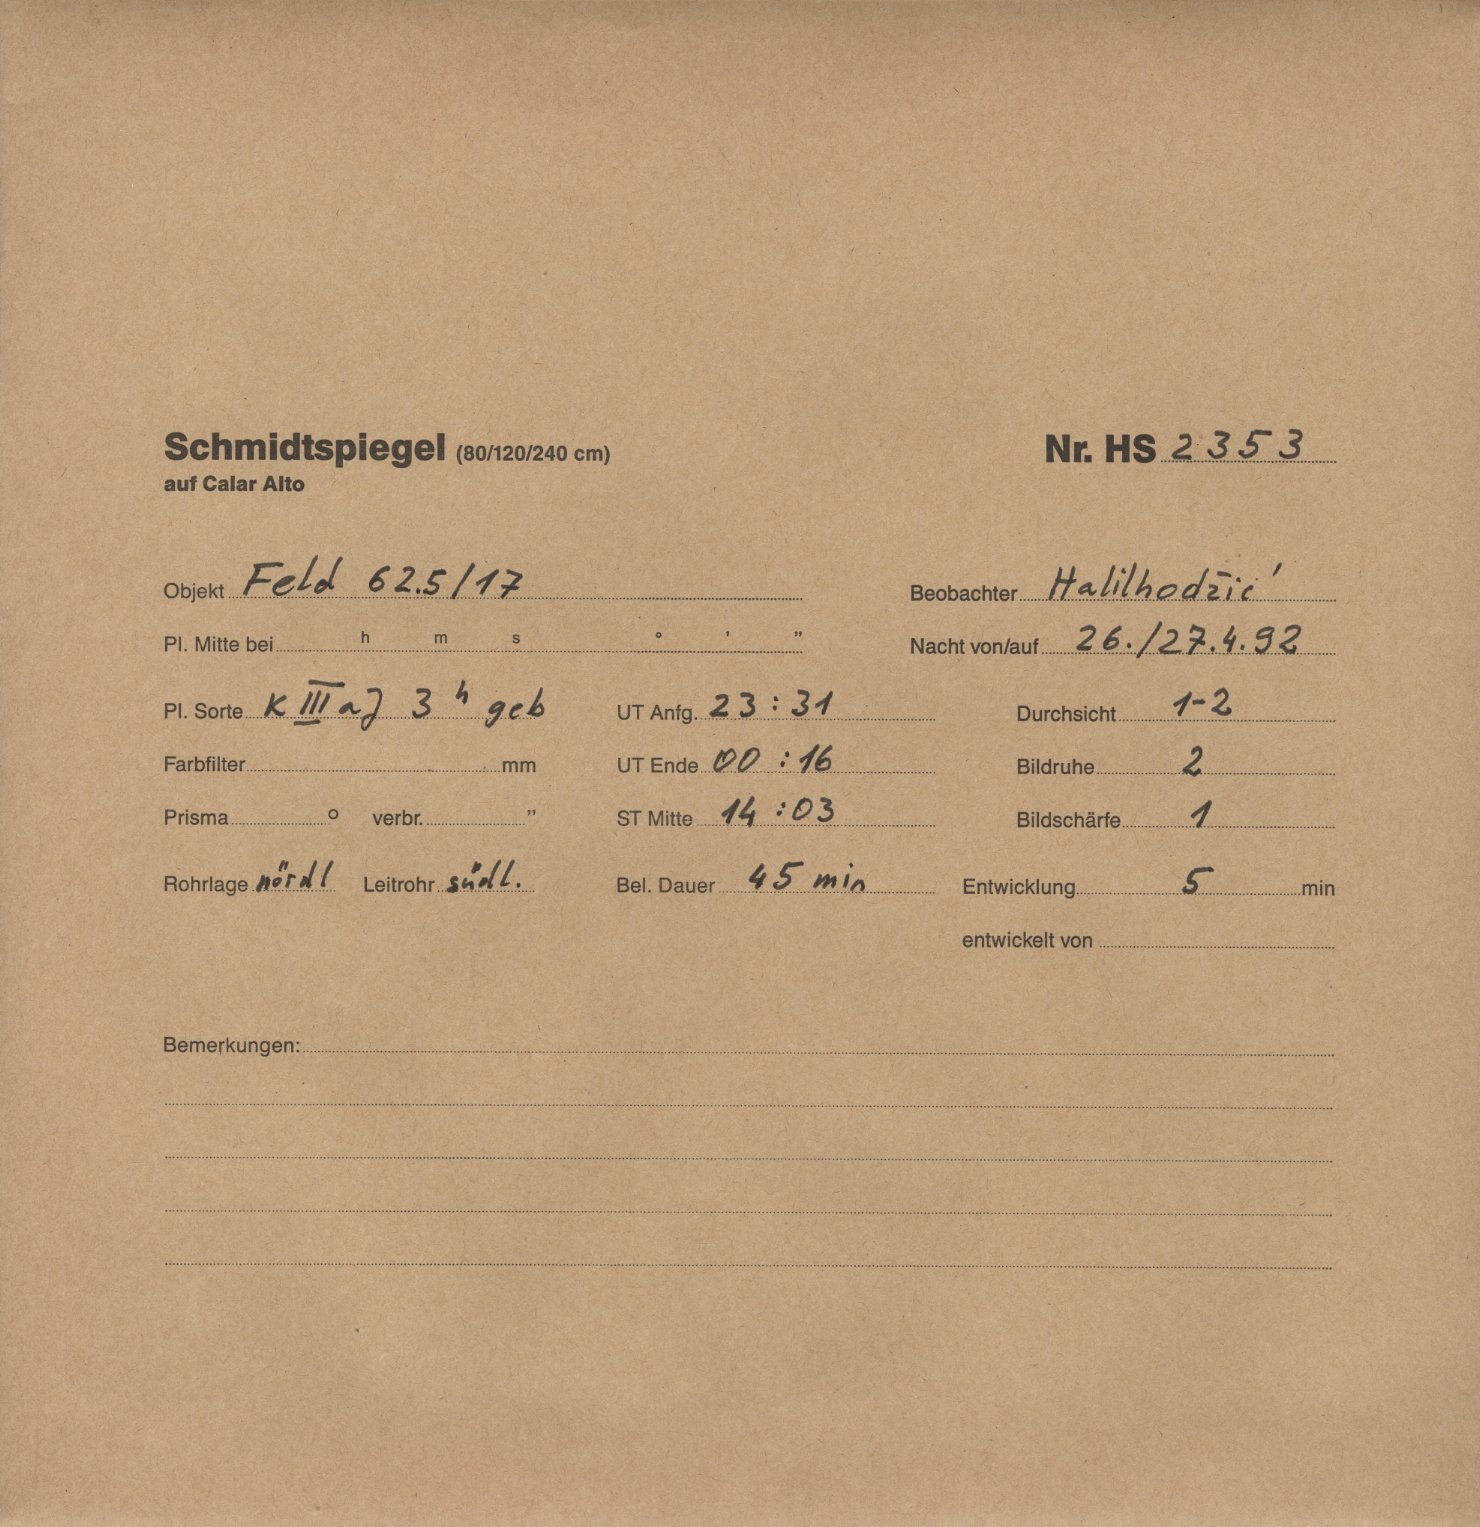 Schmidtspiegel (80/120/240 cm) Nr. HS 2353
auf Calar Alto
Objekt Feld 62.5/17 Beobachter Halilhodžić
Pl. Mitte bei h m s ° ' " Nacht von/auf 26./27.4.92
Pl. Sorte K III a J 3 h geb UT Anfg. 23:31 Durchsicht 1-2
Farbfilter mm UT Ende 00:16 Bildruhe 2
Prisma ° verbr. " ST Mitte 14:03 Bildschärfe 1
Rohrlage nördl Leitrohr südl. Bel. Dauer 45 min Entwicklung 5 min
entwickelt von
Bemerkungen: